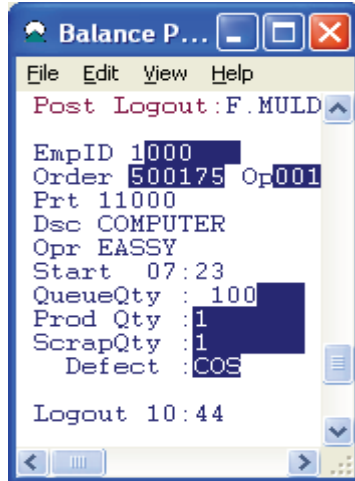 Balance P...
File Edit View Help
Post Logout:F.MULD
EmpID 1000
Order 500175 Op001
Prt 11000
Dsc COMPUTER
Opr EASSY
Start 07:23
QueueQty : 100
Prod Qty :1
ScrapQty :1
Defect :COS
Logout 10:44